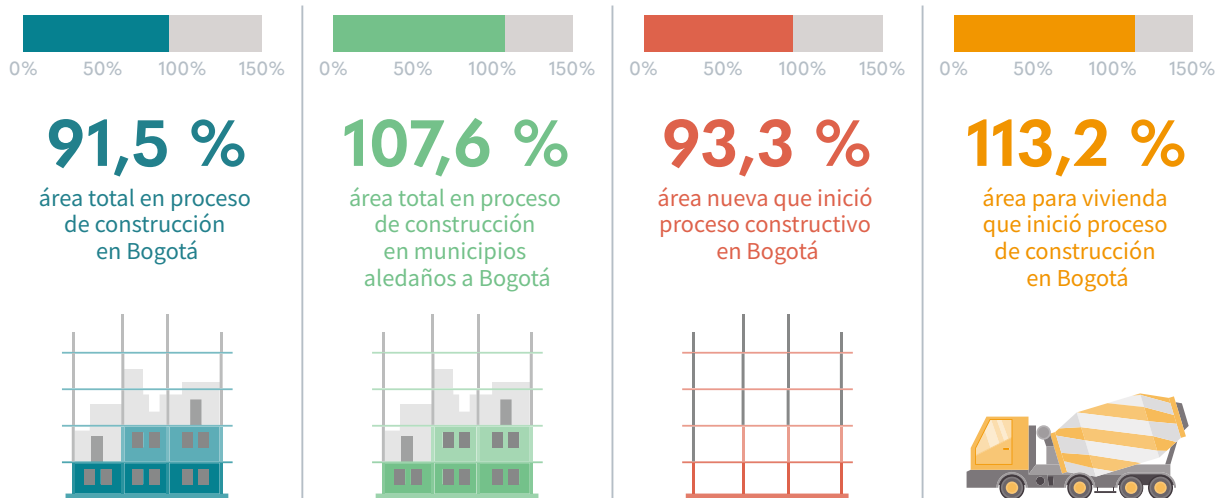 0% 50% 100% 150%
91,5 %
área total en proceso
de construcción
en Bogotá
0% 50% 100% 150%
107,6 %
área total en proceso
de construcción
en municipios
aledaños a Bogotá
0% 50% 100% 150%
93,3 %
área nueva que inició
proceso constructivo
en Bogotá
0% 50% 100% 150%
113,2 %
área para vivienda
que inició proceso
de construcción
en Bogotá